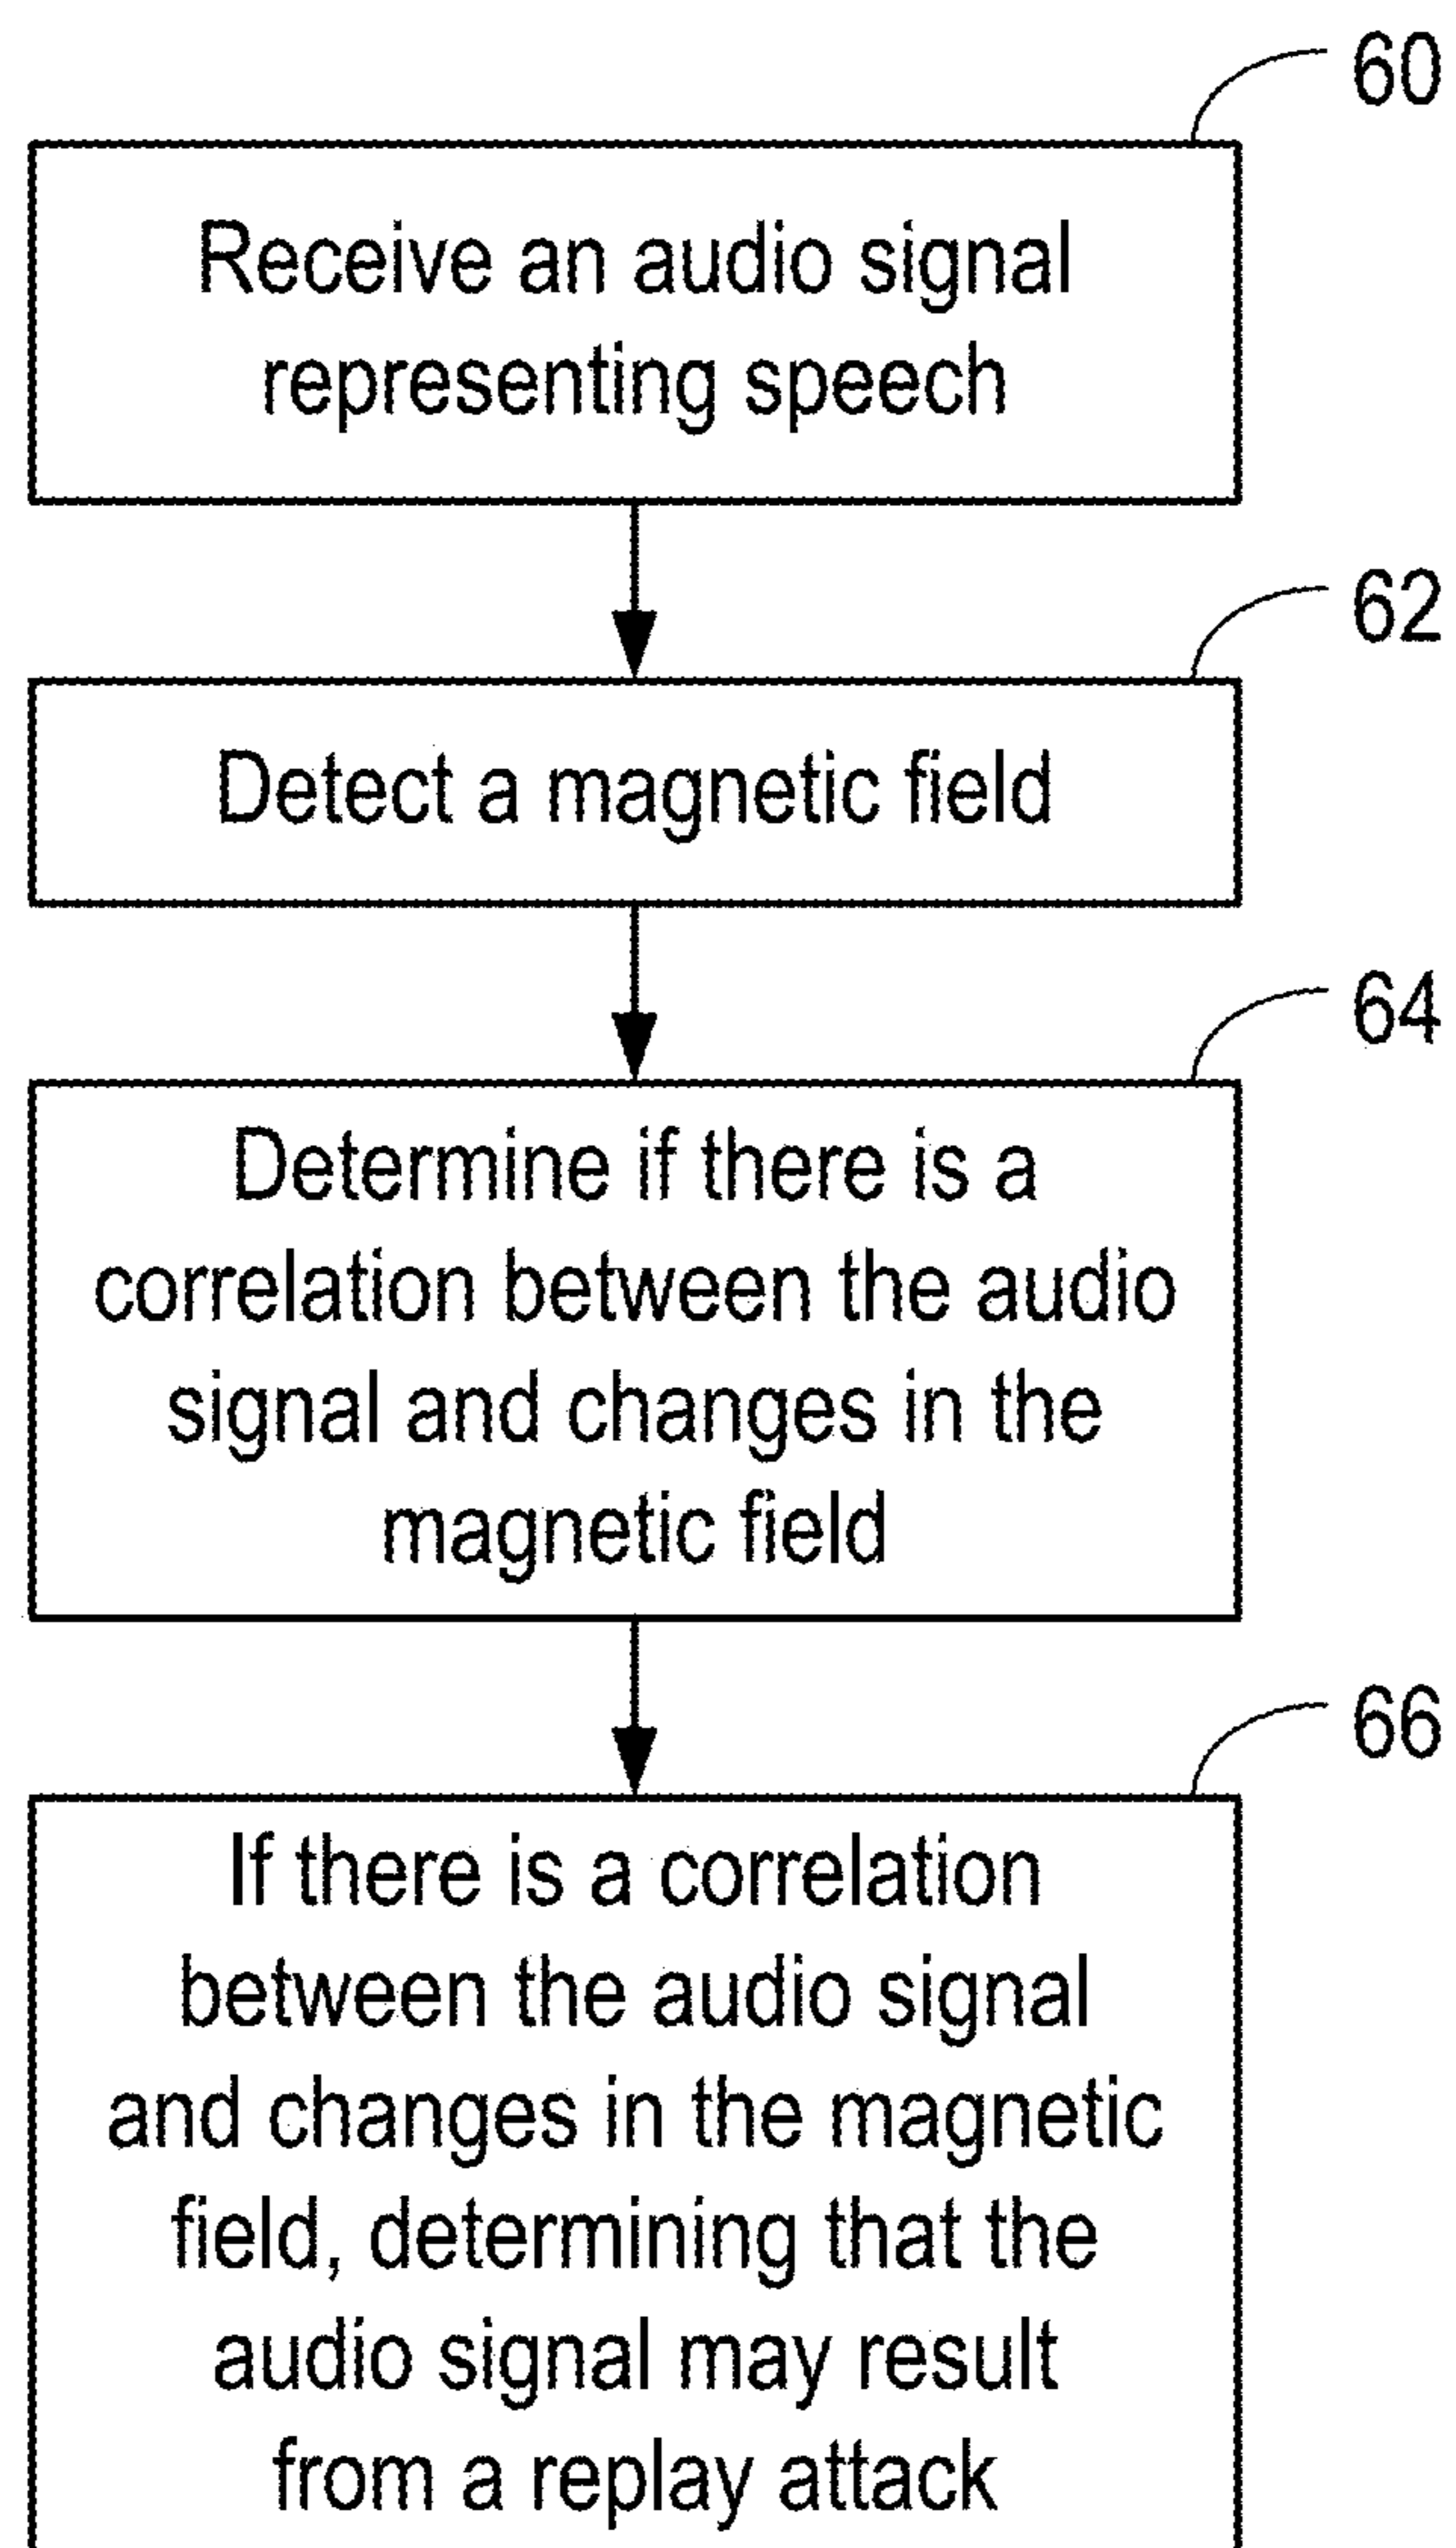 60
Receive an audio signal
representing speech
62
Detect a magnetic field
64
Determine if there is a
correlation between the audio
signal and changes in the
magnetic field
66
If there is a correlation
between the audio signal
and changes in the magnetic
field, determining that the
audio signal may result
from a replay attack